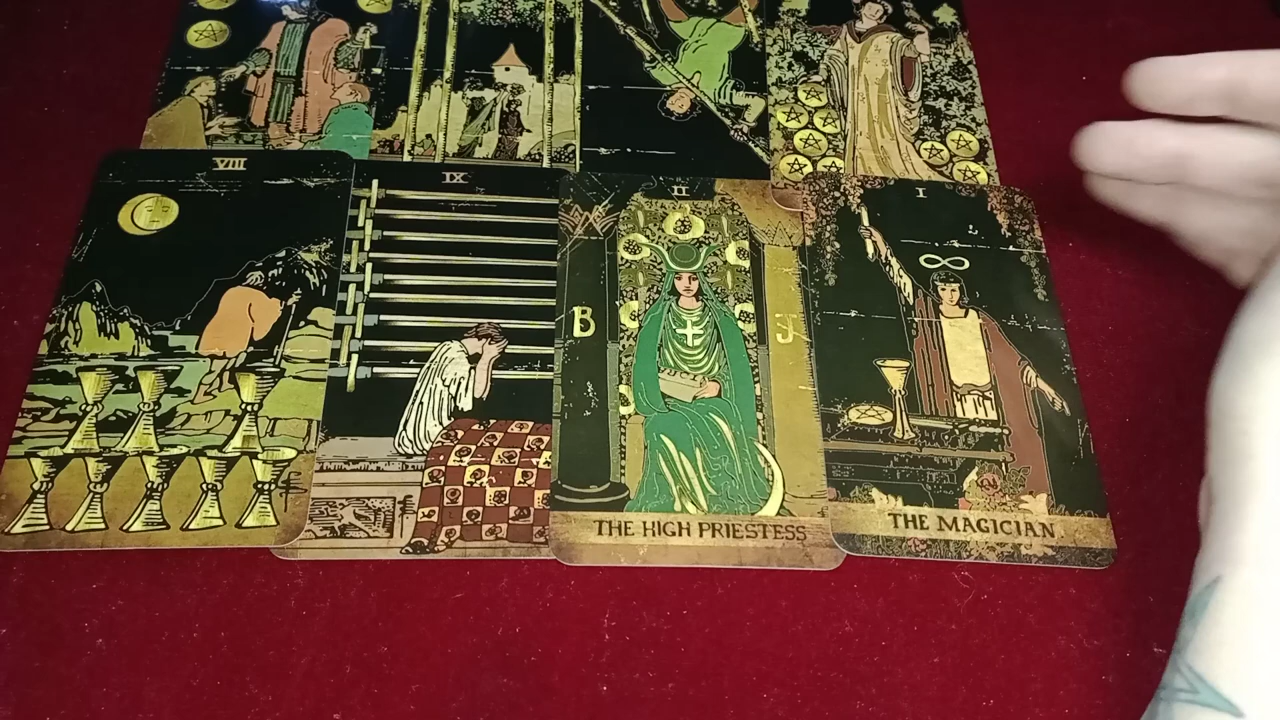 VIII
IX
II
I
B
J
THE HIGH PRIESTESS
THE MAGICIAN